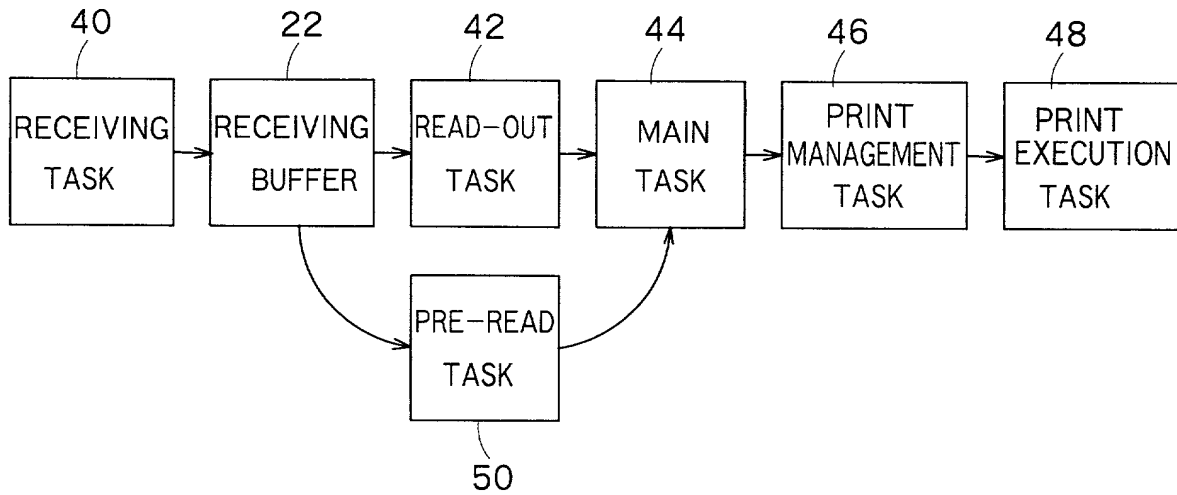 40
22
42
44
46
48
RECEIVING
TASK
RECEIVING
BUFFER
READ-OUT
TASK
MAIN
TASK
PRINT
MANAGEMENT
TASK
PRINT
EXECUTION
TASK
PRE-READ
TASK
50